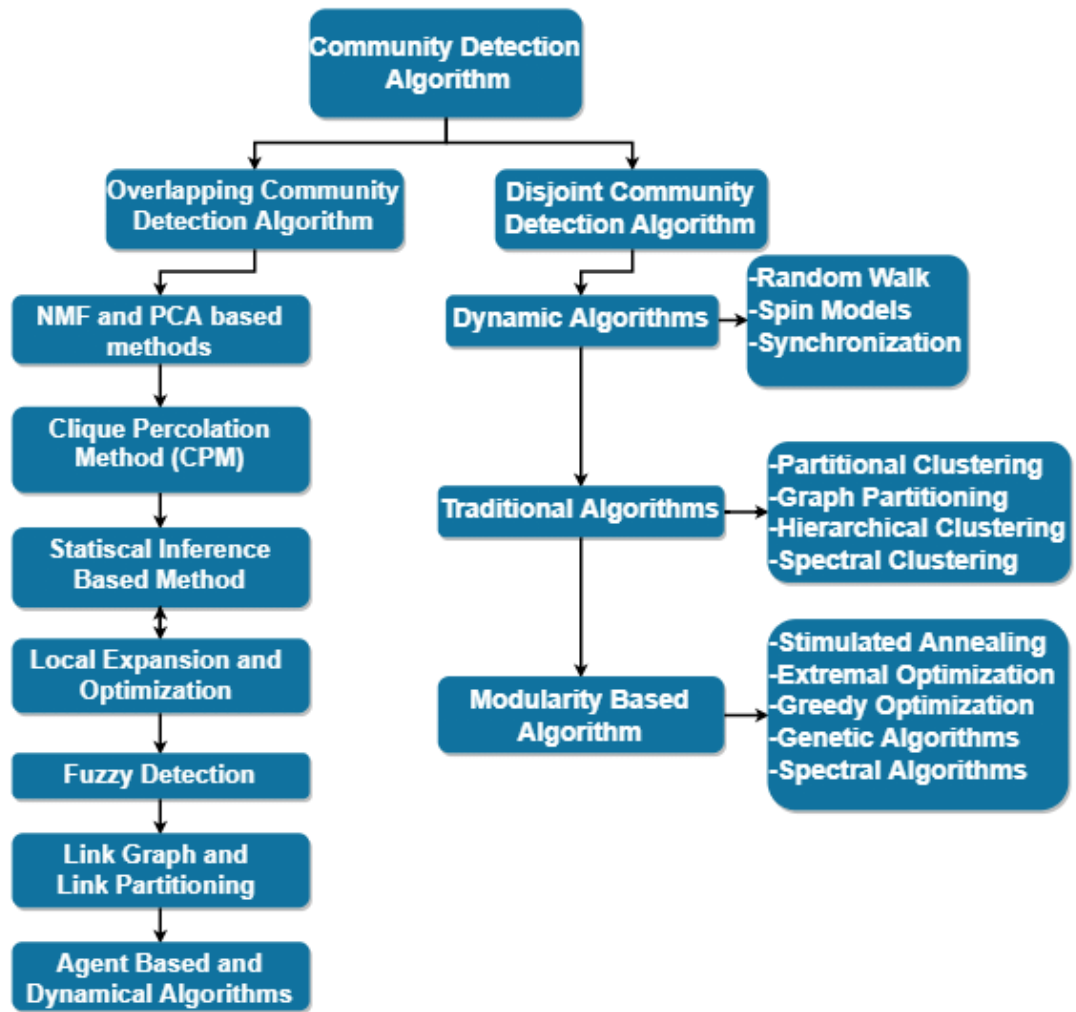 Community Detection
Algorithm
Overlapping Community
Detection Algorithm
Disjoint Community
Detection Algorithm
NMF and PCA based
methods
Clique Percolation
Method (CPM)
Statiscal Inference
Based Method
Local Expansion and
Optimization
Fuzzy Detection
Link Graph and
Link Partitioning
Agent Based and
Dynamical Algorithms
Dynamic Algorithms
-Random Walk
-Spin Models
-Synchronization
Traditional Algorithms
-Partitional Clustering
-Graph Partitioning
-Hierarchical Clustering
-Spectral Clustering
Modularity Based
Algorithm
-Stimulated Annealing
-Extremal Optimization
-Greedy Optimization
-Genetic Algorithms
-Spectral Algorithms